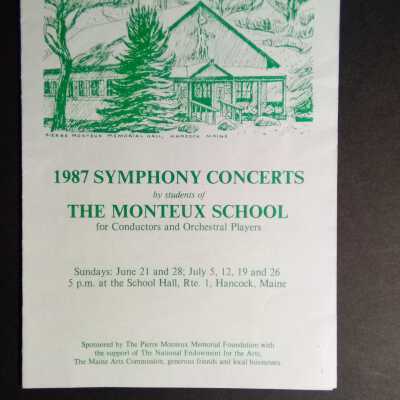 PIERRE MONTEUX MEMORIAL HALL, HANCOCK MAINE
1987 SYMPHONY CONCERTS
by students of
THE MONTEUX SCHOOL
for Conductors and Orchestral Players
Sundays: June 21 and 28; July 5, 12, 19 and 26
5 p.m. at the School Hall, Rte. 1, Hancock, Maine
Sponsored by The Pierre Monteux Memorial Foundation with
the support of The National Endowment for the Arts,
The Maine Arts Commission, generous friends and local businesses.